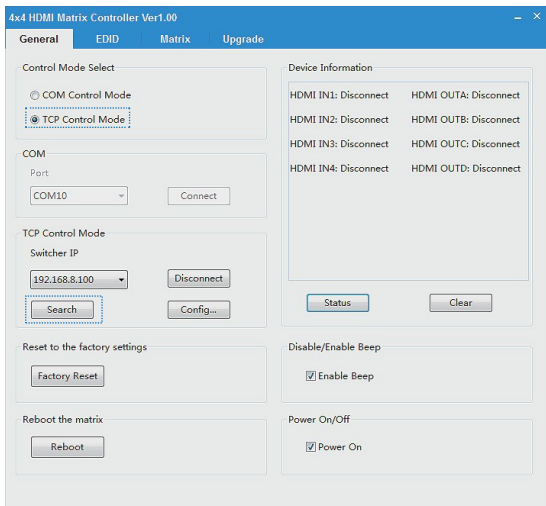 4x4 HDMI Matrix Controller Ver1.00
General EDID Matrix Upgrade
Control Mode Select
COM Control Mode
TCP Control Mode
COM
Port
COM10 Connect
TCP Control Mode
Switcher IP
192.168.8.100 Disconnect
Search Config...
Reset to the factory settings
Factory Reset
Reboot the matrix
Reboot
Device Information
HDMI IN1: Disconnect HDMI OUTA: Disconnect
HDMI IN2: Disconnect HDMI OUTB: Disconnect
HDMI IN3: Disconnect HDMI OUTC: Disconnect
HDMI IN4: Disconnect HDMI OUTD: Disconnect
Status Clear
Disable/Enable Beep
Enable Beep
Power On/Off
Power On